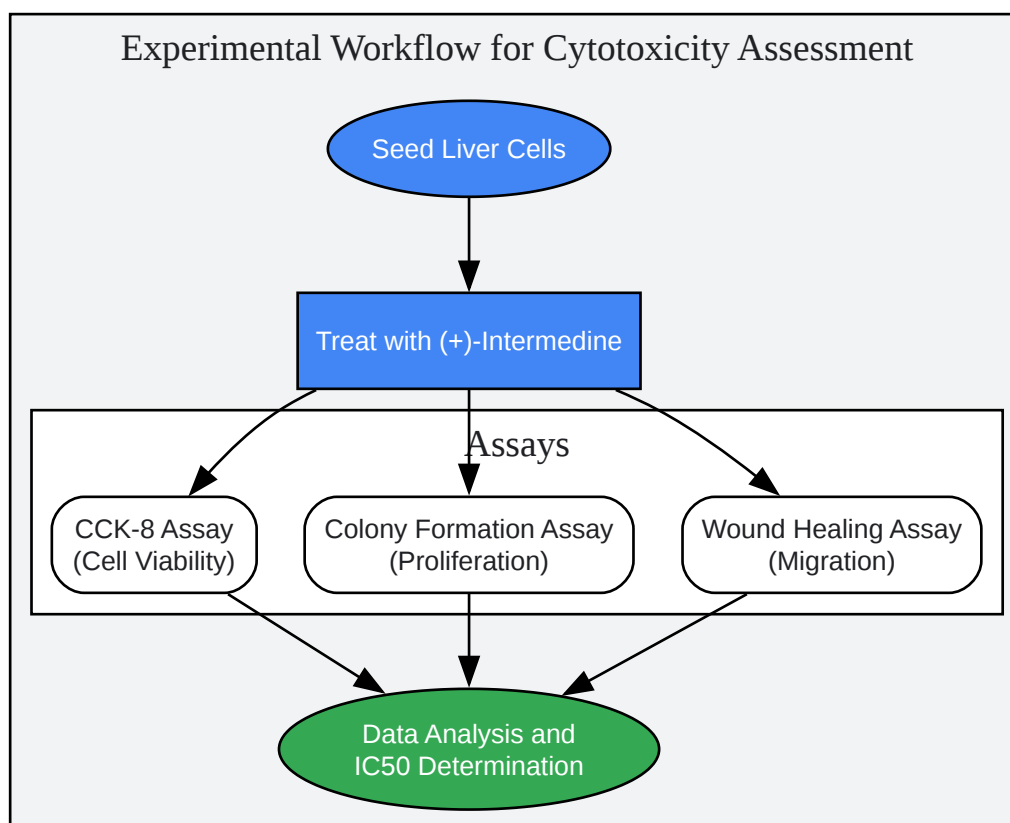 Experimental Workflow for Cytotoxicity Assessment
Seed Liver Cells
Treat with (+)-Intermedine
Assays
CCK-8 Assay
(Cell Viability)
Colony Formation Assay
(Proliferation)
Wound Healing Assay
(Migration)
Data Analysis and
IC50 Determination